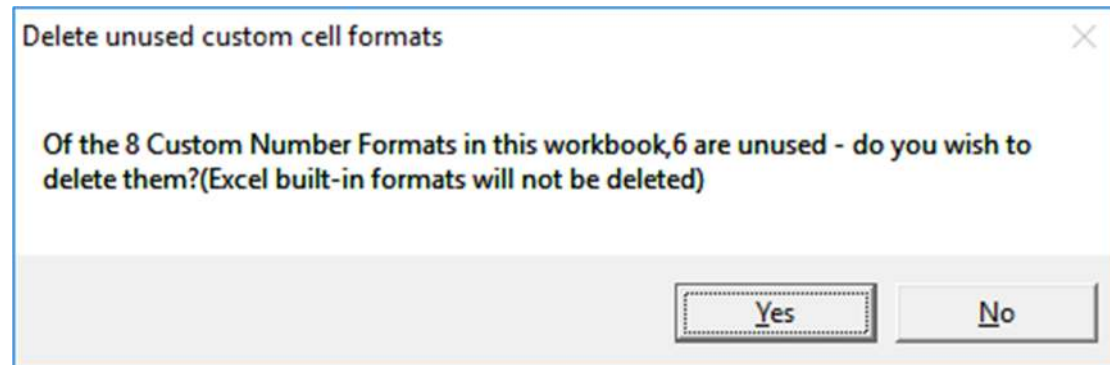 Delete unused custom cell formats
Of the 8 Custom Number Formats in this workbook,6 are unused - do you wish to
delete them?(Excel built-in formats will not be deleted)
Yes
No